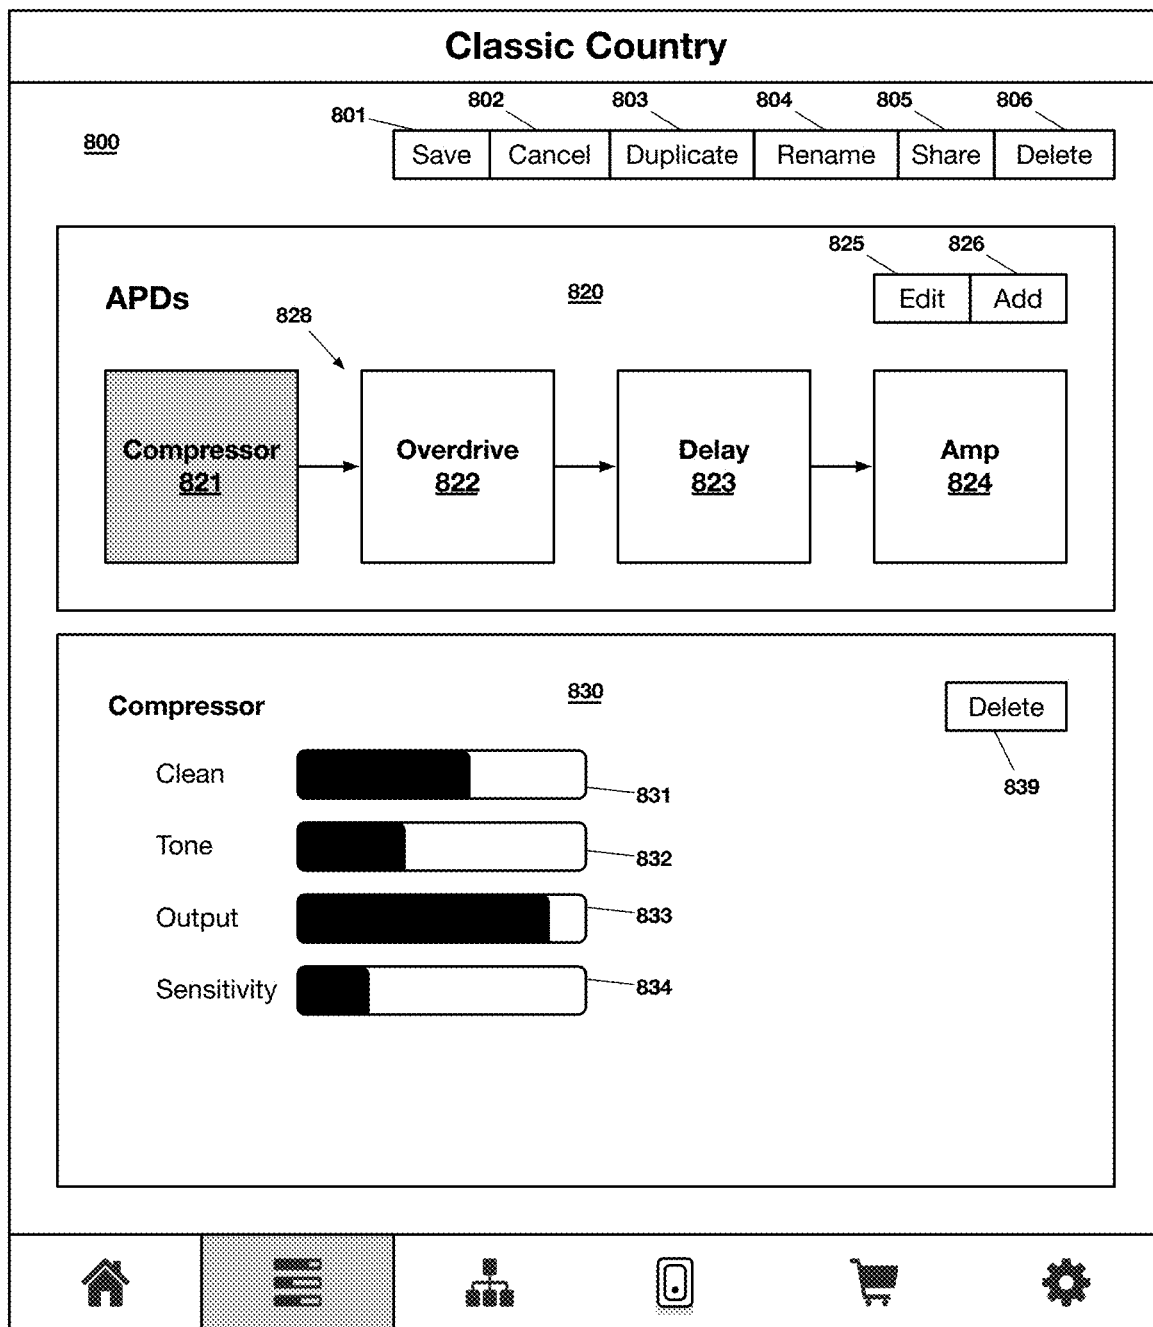 Classic Country
800
801 802 803 804 805 806
Save Cancel Duplicate Rename Share Delete
APDs
820
825 826
Edit Add
828
Compressor
821
Overdrive
822
Delay
823
Amp
824
Compressor
830
Delete
839
Clean
831
Tone
832
Output
833
Sensitivity
834